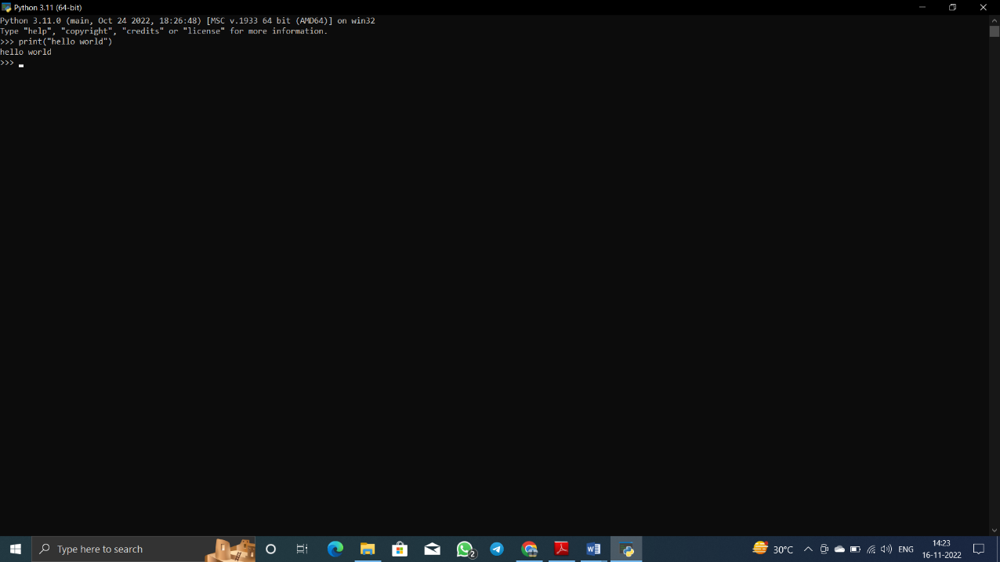 Python 3.11 (64-bit)
Python 3.11.0 (main, Oct 24 2022, 18:26:48) [MSC v.1933 64 bit (AMD64)] on win32
Type "help", "copyright", "credits" or "license" for more information.
>>> print("hello world")
hello world
>>>
Type here to search
2
30°C
ENG
14:23
16-11-2022